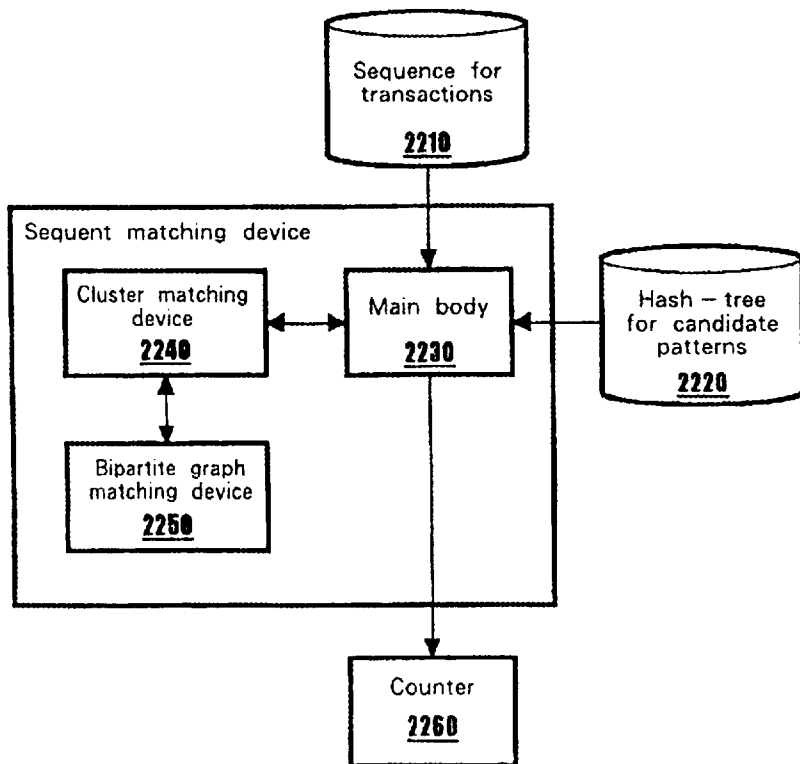 Sequence for
transactions
2210
Sequent matching device
Cluster matching
device
2240
Main body
2230
Hash – tree
for candidate
patterns
2220
Bipartite graph
matching device
2250
Counter
2260